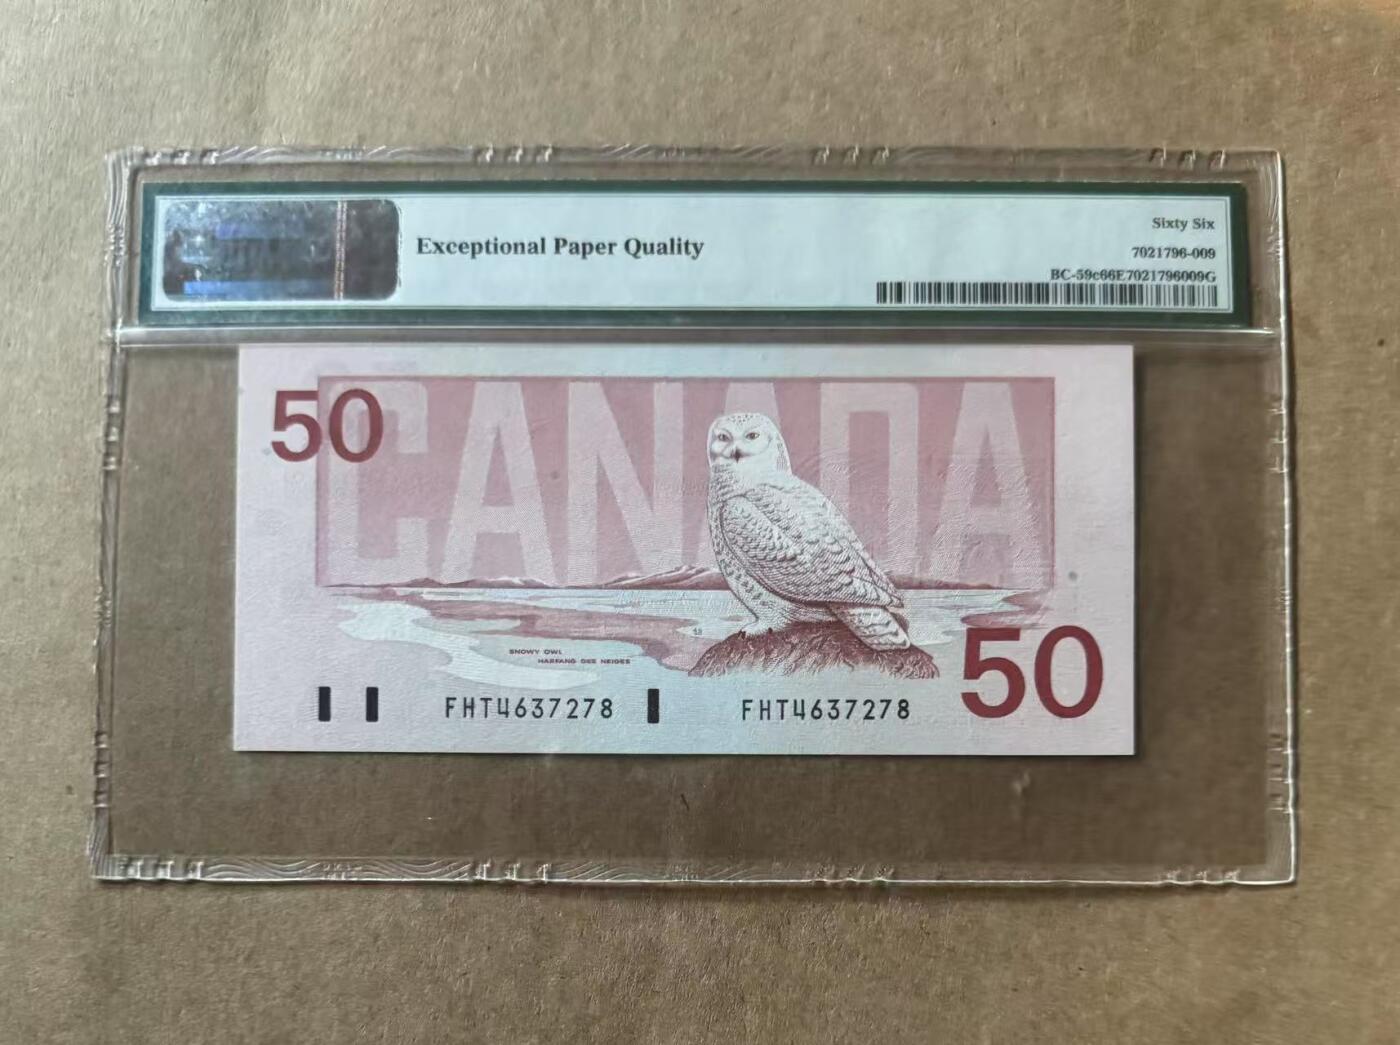 Exceptional Paper Quality
Sixty Six
7021796-009
BC-59c66E7021796009G
50
CANADA
SNOWY OWL
HARFANG DES NEIGES
50
FHT4637278
FHT4637278